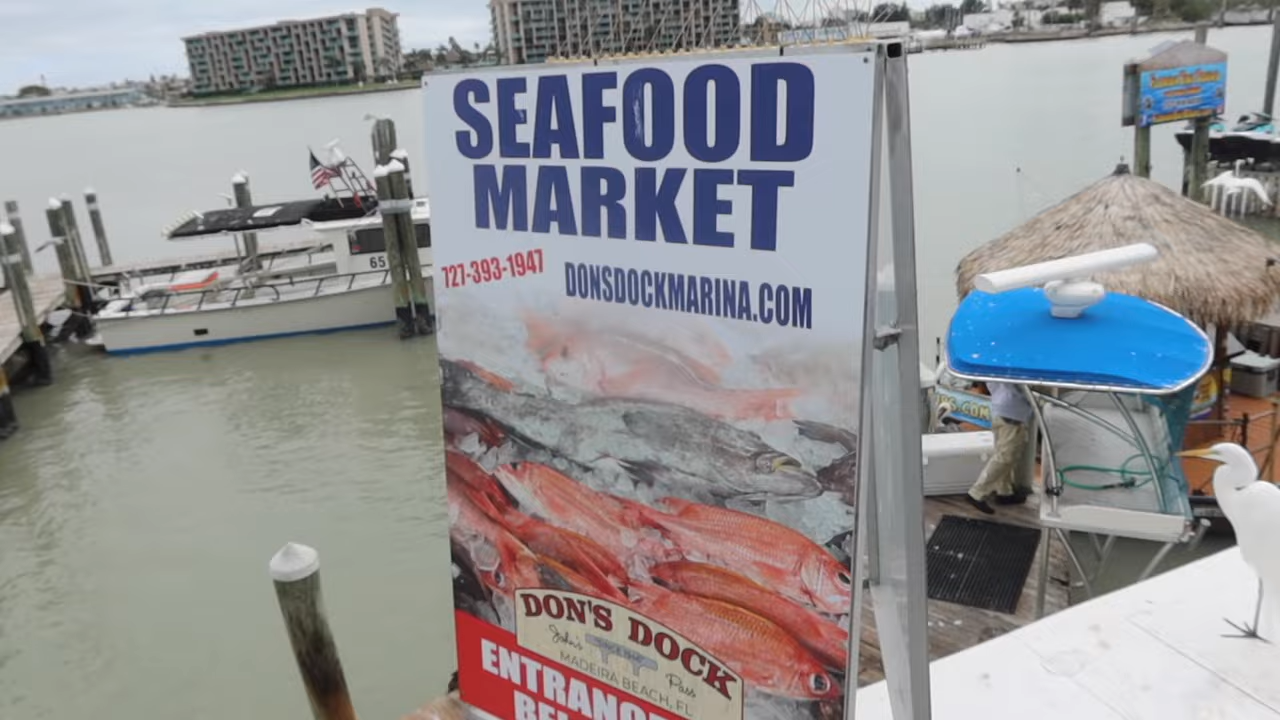 SEAFOOD
MARKET
727-393-1947
DONSDOCKMARINA.COM
DON'S DOCK
John's Pass
MADEIRA BEACH, FL
ENTRANCE
65